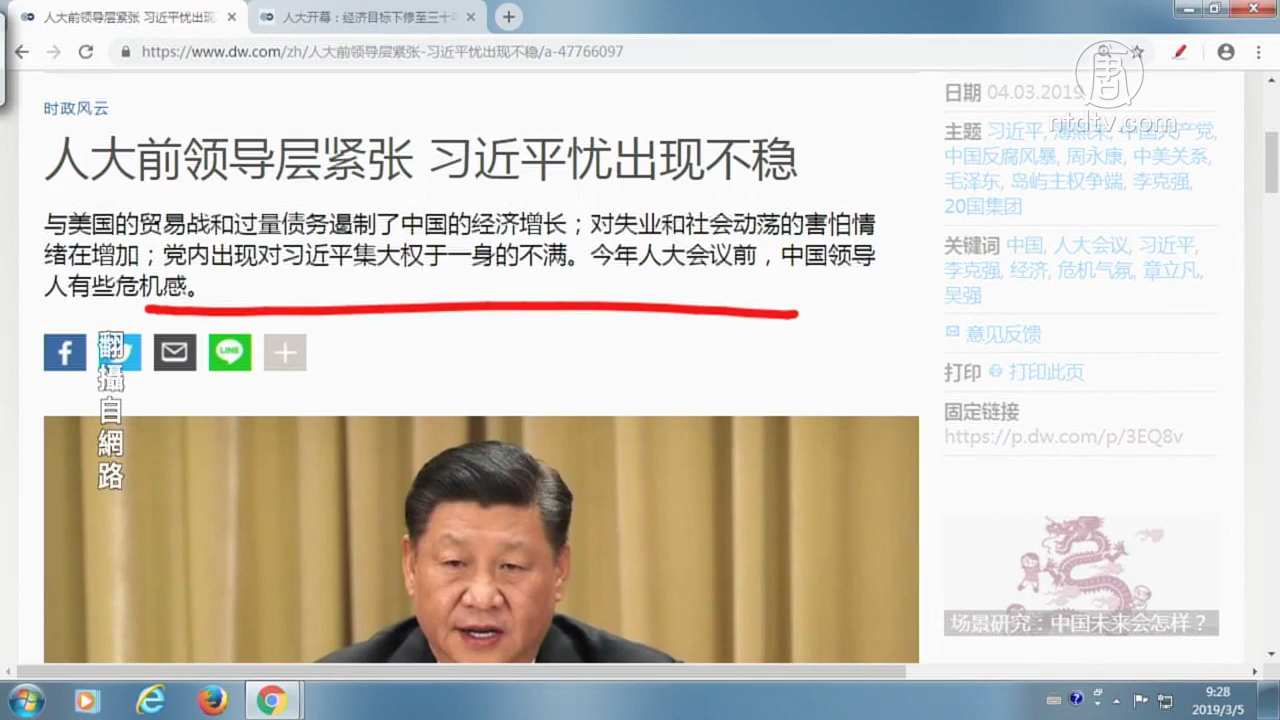 人大前领导层紧张 习近平忧出现
人大开幕：经济目标下修至三十
https://www.dw.com/zh/人大前领导层紧张-习近平忧出现不稳/a-47766097
时政风云
人大前领导层紧张 习近平忧出现不稳
与美国的贸易战和过量债务遏制了中国的经济增长；对失业和社会动荡的害怕情
绪在增加；党内出现对习近平集大权于一身的不满。今年人大会议前，中国领导
人有些危机感。
f
LINE
翻攝自網路
日期 04.03.2019
唐
ntdtv.com
主题 习近平, 中国共产党,
中国反腐风暴, 周永康, 中美关系,
毛泽东, 岛屿主权争端, 李克强,
20国集团
关键词 中国, 人大会议, 习近平,
李克强, 经济, 危机气氛, 章立凡,
吴强
意见反馈
打印 打印此页
固定链接
https://p.dw.com/p/3EQ8v
场景研究：中国未来会怎样？
9:28
2019/3/5